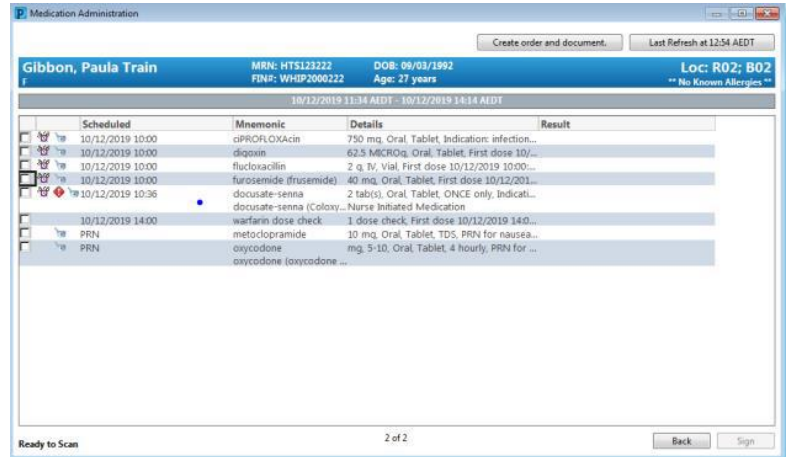 Medication Administration
Create order and document.
Last Refresh at 12:54 AEDT
Gibbon, Paula Train
MRN: HTS123222
DOB: 09/03/1992
Loc: R02; B02
F
FIN#: WHIP2000222
Age: 27 years
** No Known Allergies **
10/12/2019 11:34 AEDT - 10/12/2019 14:14 AEDT
Scheduled Mnemonic Details Result
10/12/2019 10:00 ciPROFLOXAcin 750 mg, Oral, Tablet, Indication: infection...
10/12/2019 10:00 digoxin 62.5 MICROg, Oral, Tablet, First dose 10/...
10/12/2019 10:00 flucloxacillin 2 g, IV, Vial, First dose 10/12/2019 10:00:...
10/12/2019 10:00 furosemide (frusemide) 40 mg, Oral, Tablet, First dose 10/12/201...
10/12/2019 10:36 docusate-senna 2 tab(s), Oral, Tablet, ONCE only, Indicati...
docusate-senna (Coloxy... Nurse Initiated Medication
10/12/2019 14:00 warfarin dose check 1 dose check, First dose 10/12/2019 14:0...
PRN metoclopramide 10 mg, Oral, Tablet, TDS, PRN for nausea...
PRN oxycodone mg, 5-10, Oral, Tablet, 4 hourly, PRN for ...
oxycodone (oxycodone ...
Ready to Scan
2 of 2
Back
Sign